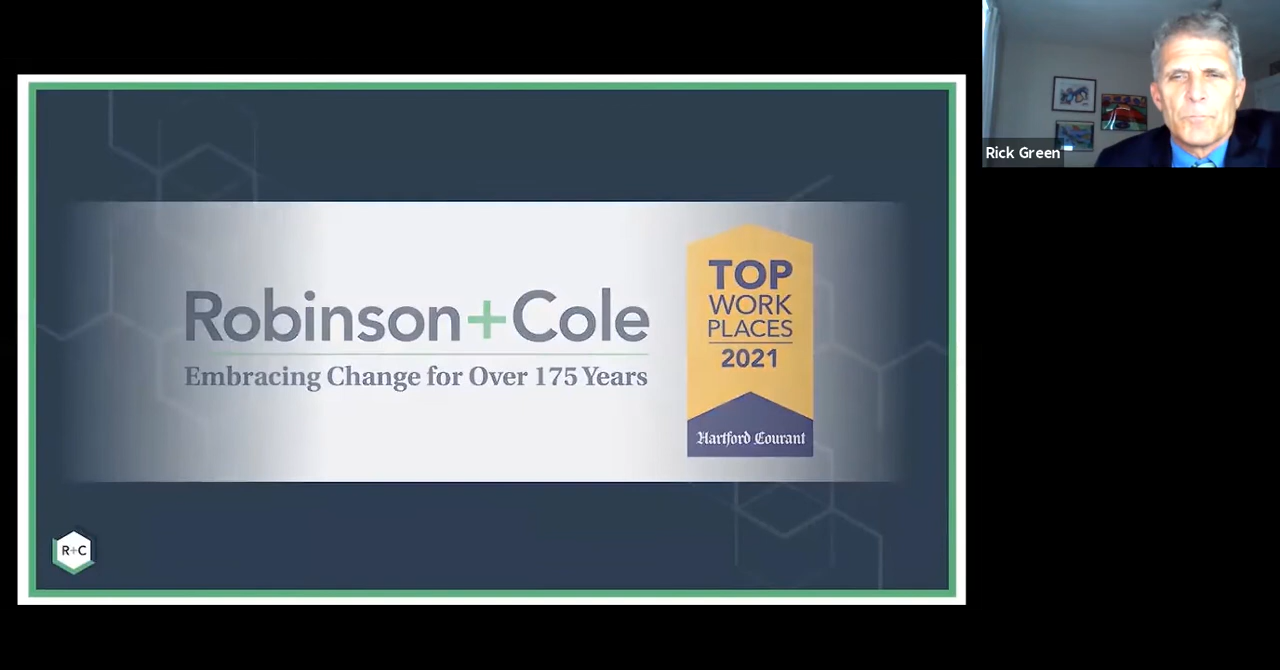 Robinson+Cole
Embracing Change for Over 175 Years
TOP
WORK
PLACES
2021
Hartford Courant
R+C
Rick Green